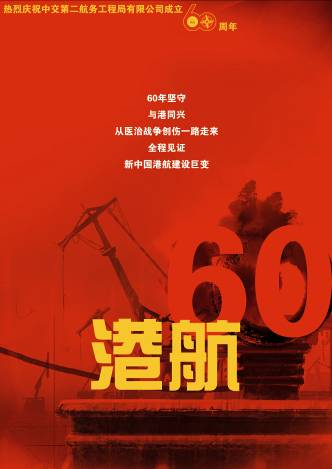 热烈庆祝中交第二航务工程局有限公司成立60周年
60年坚守
与港同兴
从医治战争创伤一路走来
全程见证
新中国港航建设巨变
60
港航